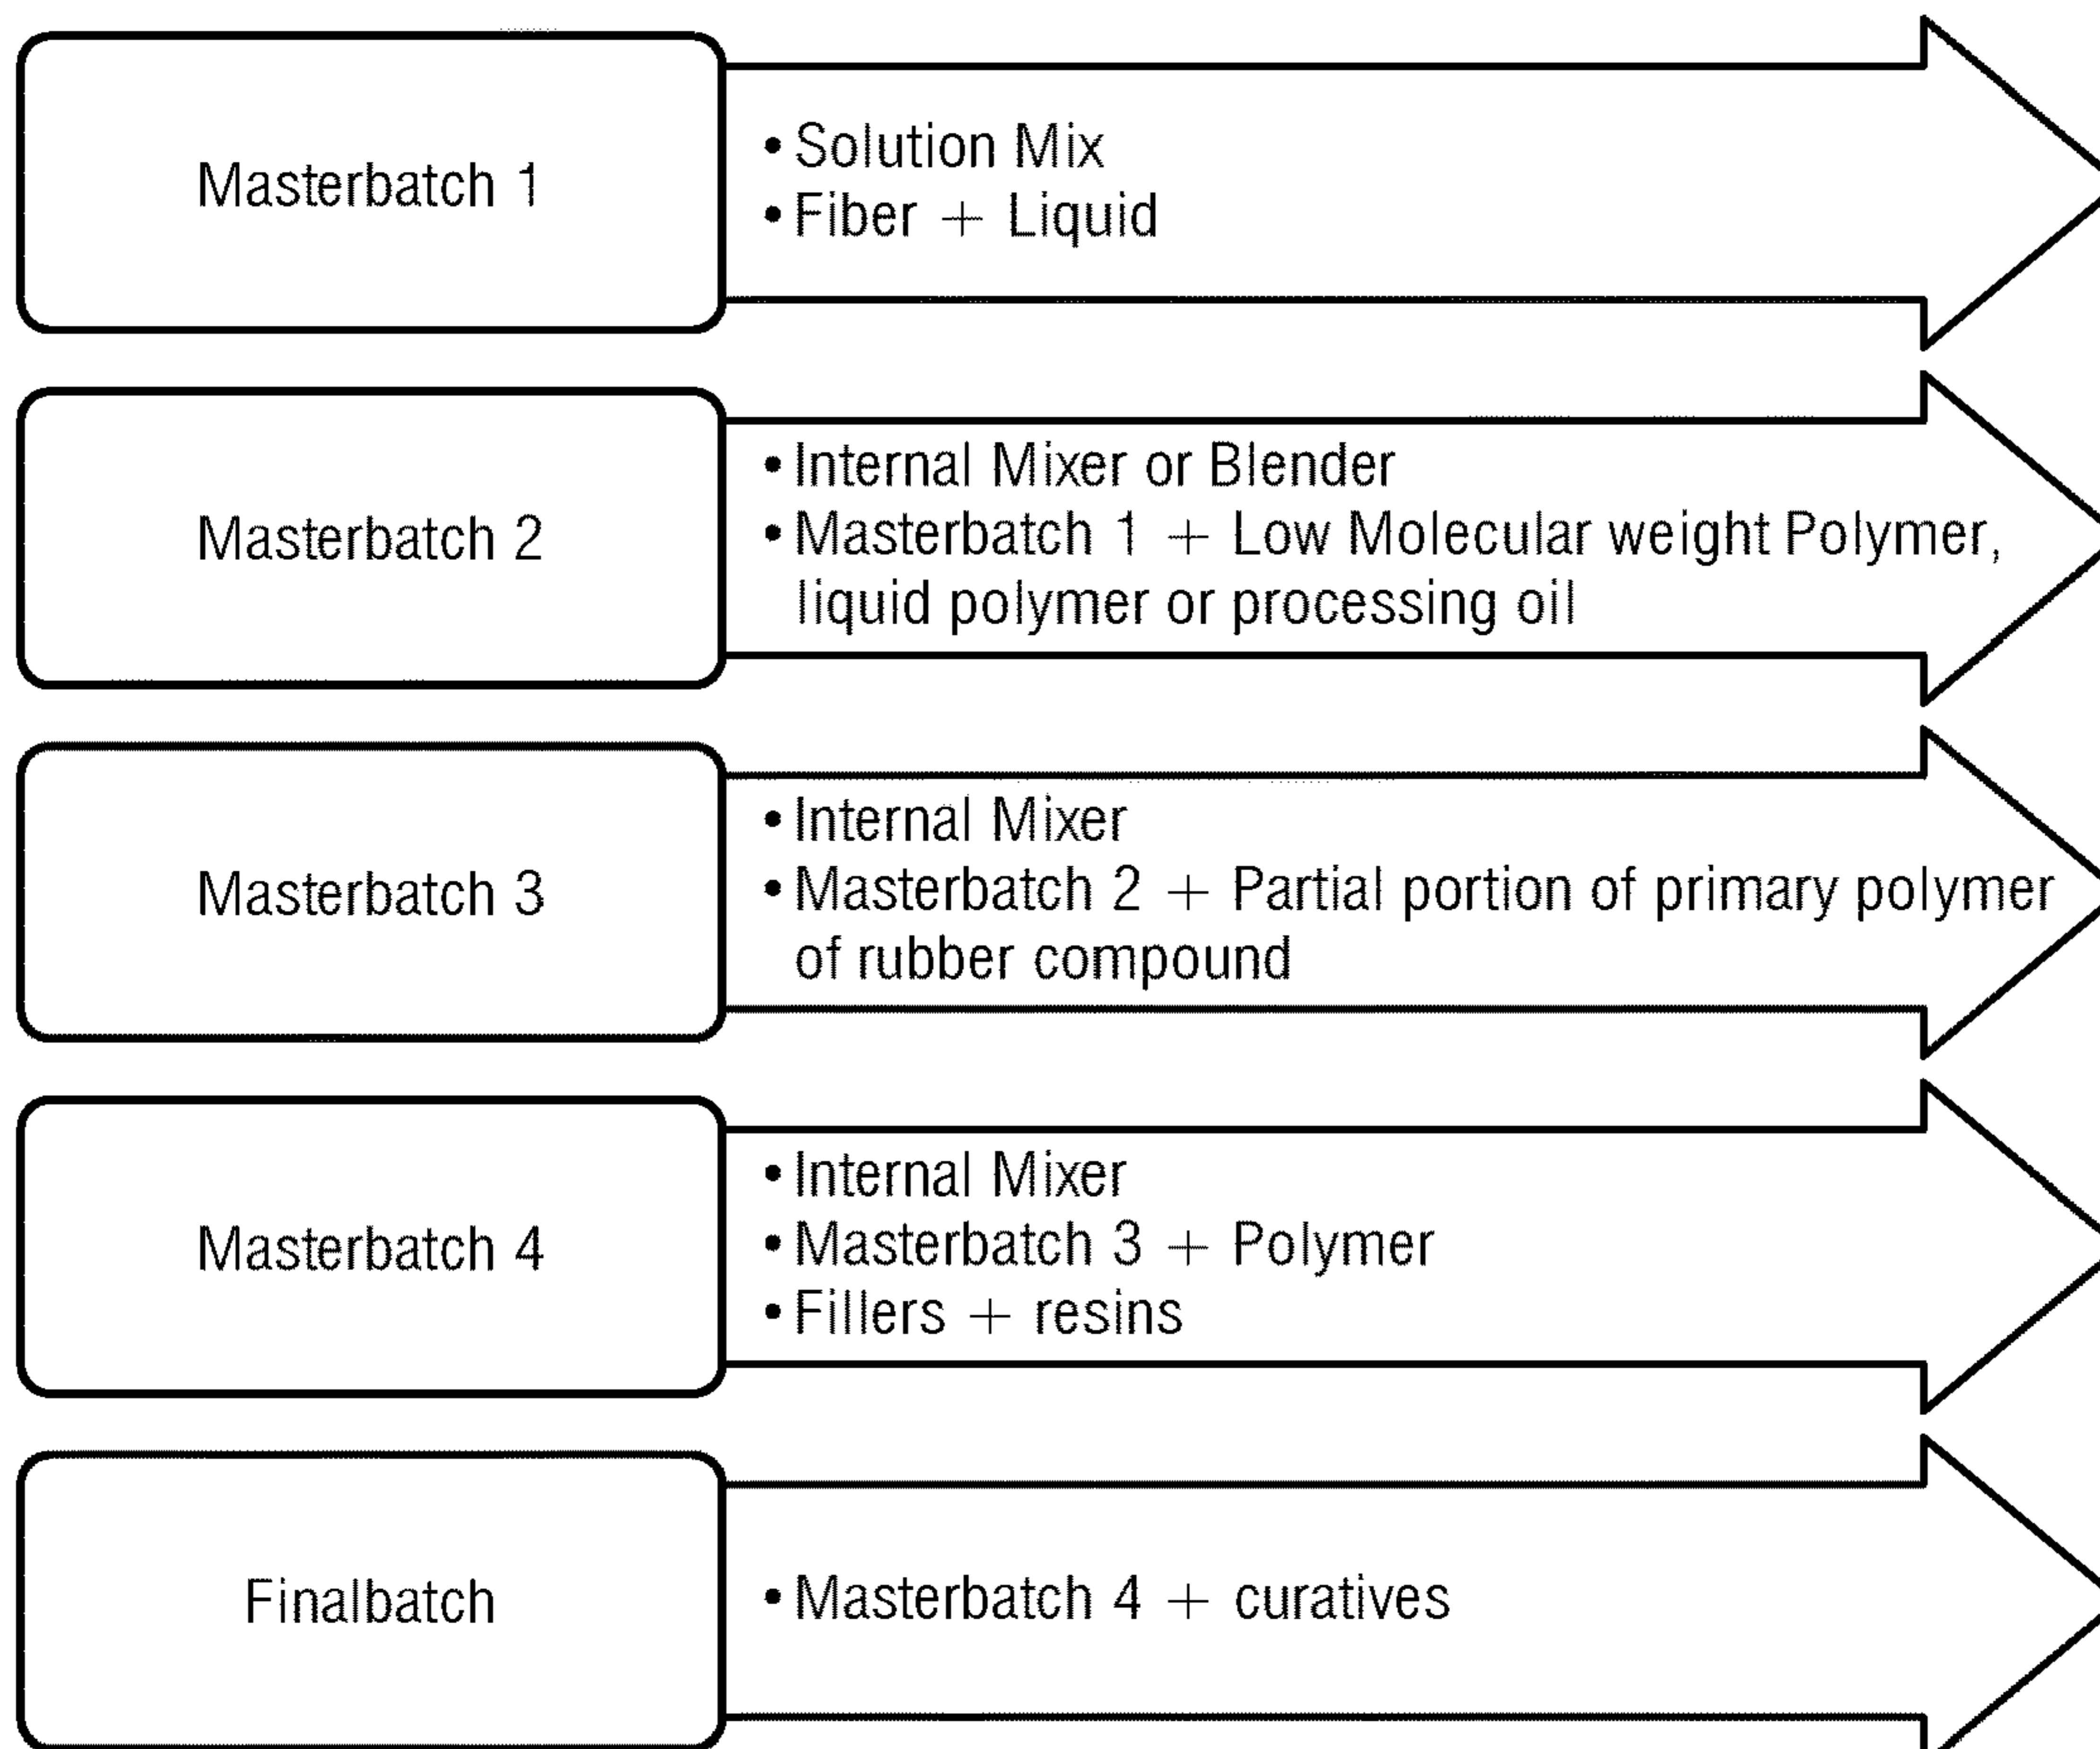 Masterbatch 1
• Solution Mix
• Fiber + Liquid
Masterbatch 2
• Internal Mixer or Blender
• Masterbatch 1 + Low Molecular weight Polymer,
liquid polymer or processing oil
Masterbatch 3
• Internal Mixer
• Masterbatch 2 + Partial portion of primary polymer
of rubber compound
Masterbatch 4
• Internal Mixer
• Masterbatch 3 + Polymer
• Fillers + resins
Finalbatch
• Masterbatch 4 + curatives